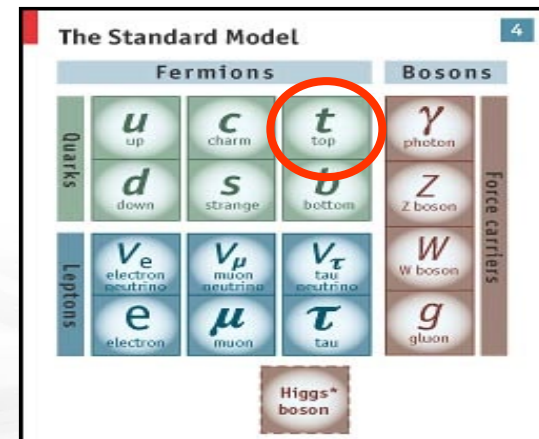 The Standard Model
4
Fermions
Bosons
Quarks
u
up
c
charm
t
top
γ
photon
d
down
s
strange
b
bottom
Z
Z boson
Force carriers
Leptons
Ve
electron
neutrino
Vμ
muon
neutrino
Vτ
tau
neutrino
W
W boson
e
electron
μ
muon
τ
tau
g
gluon
Higgs*
boson